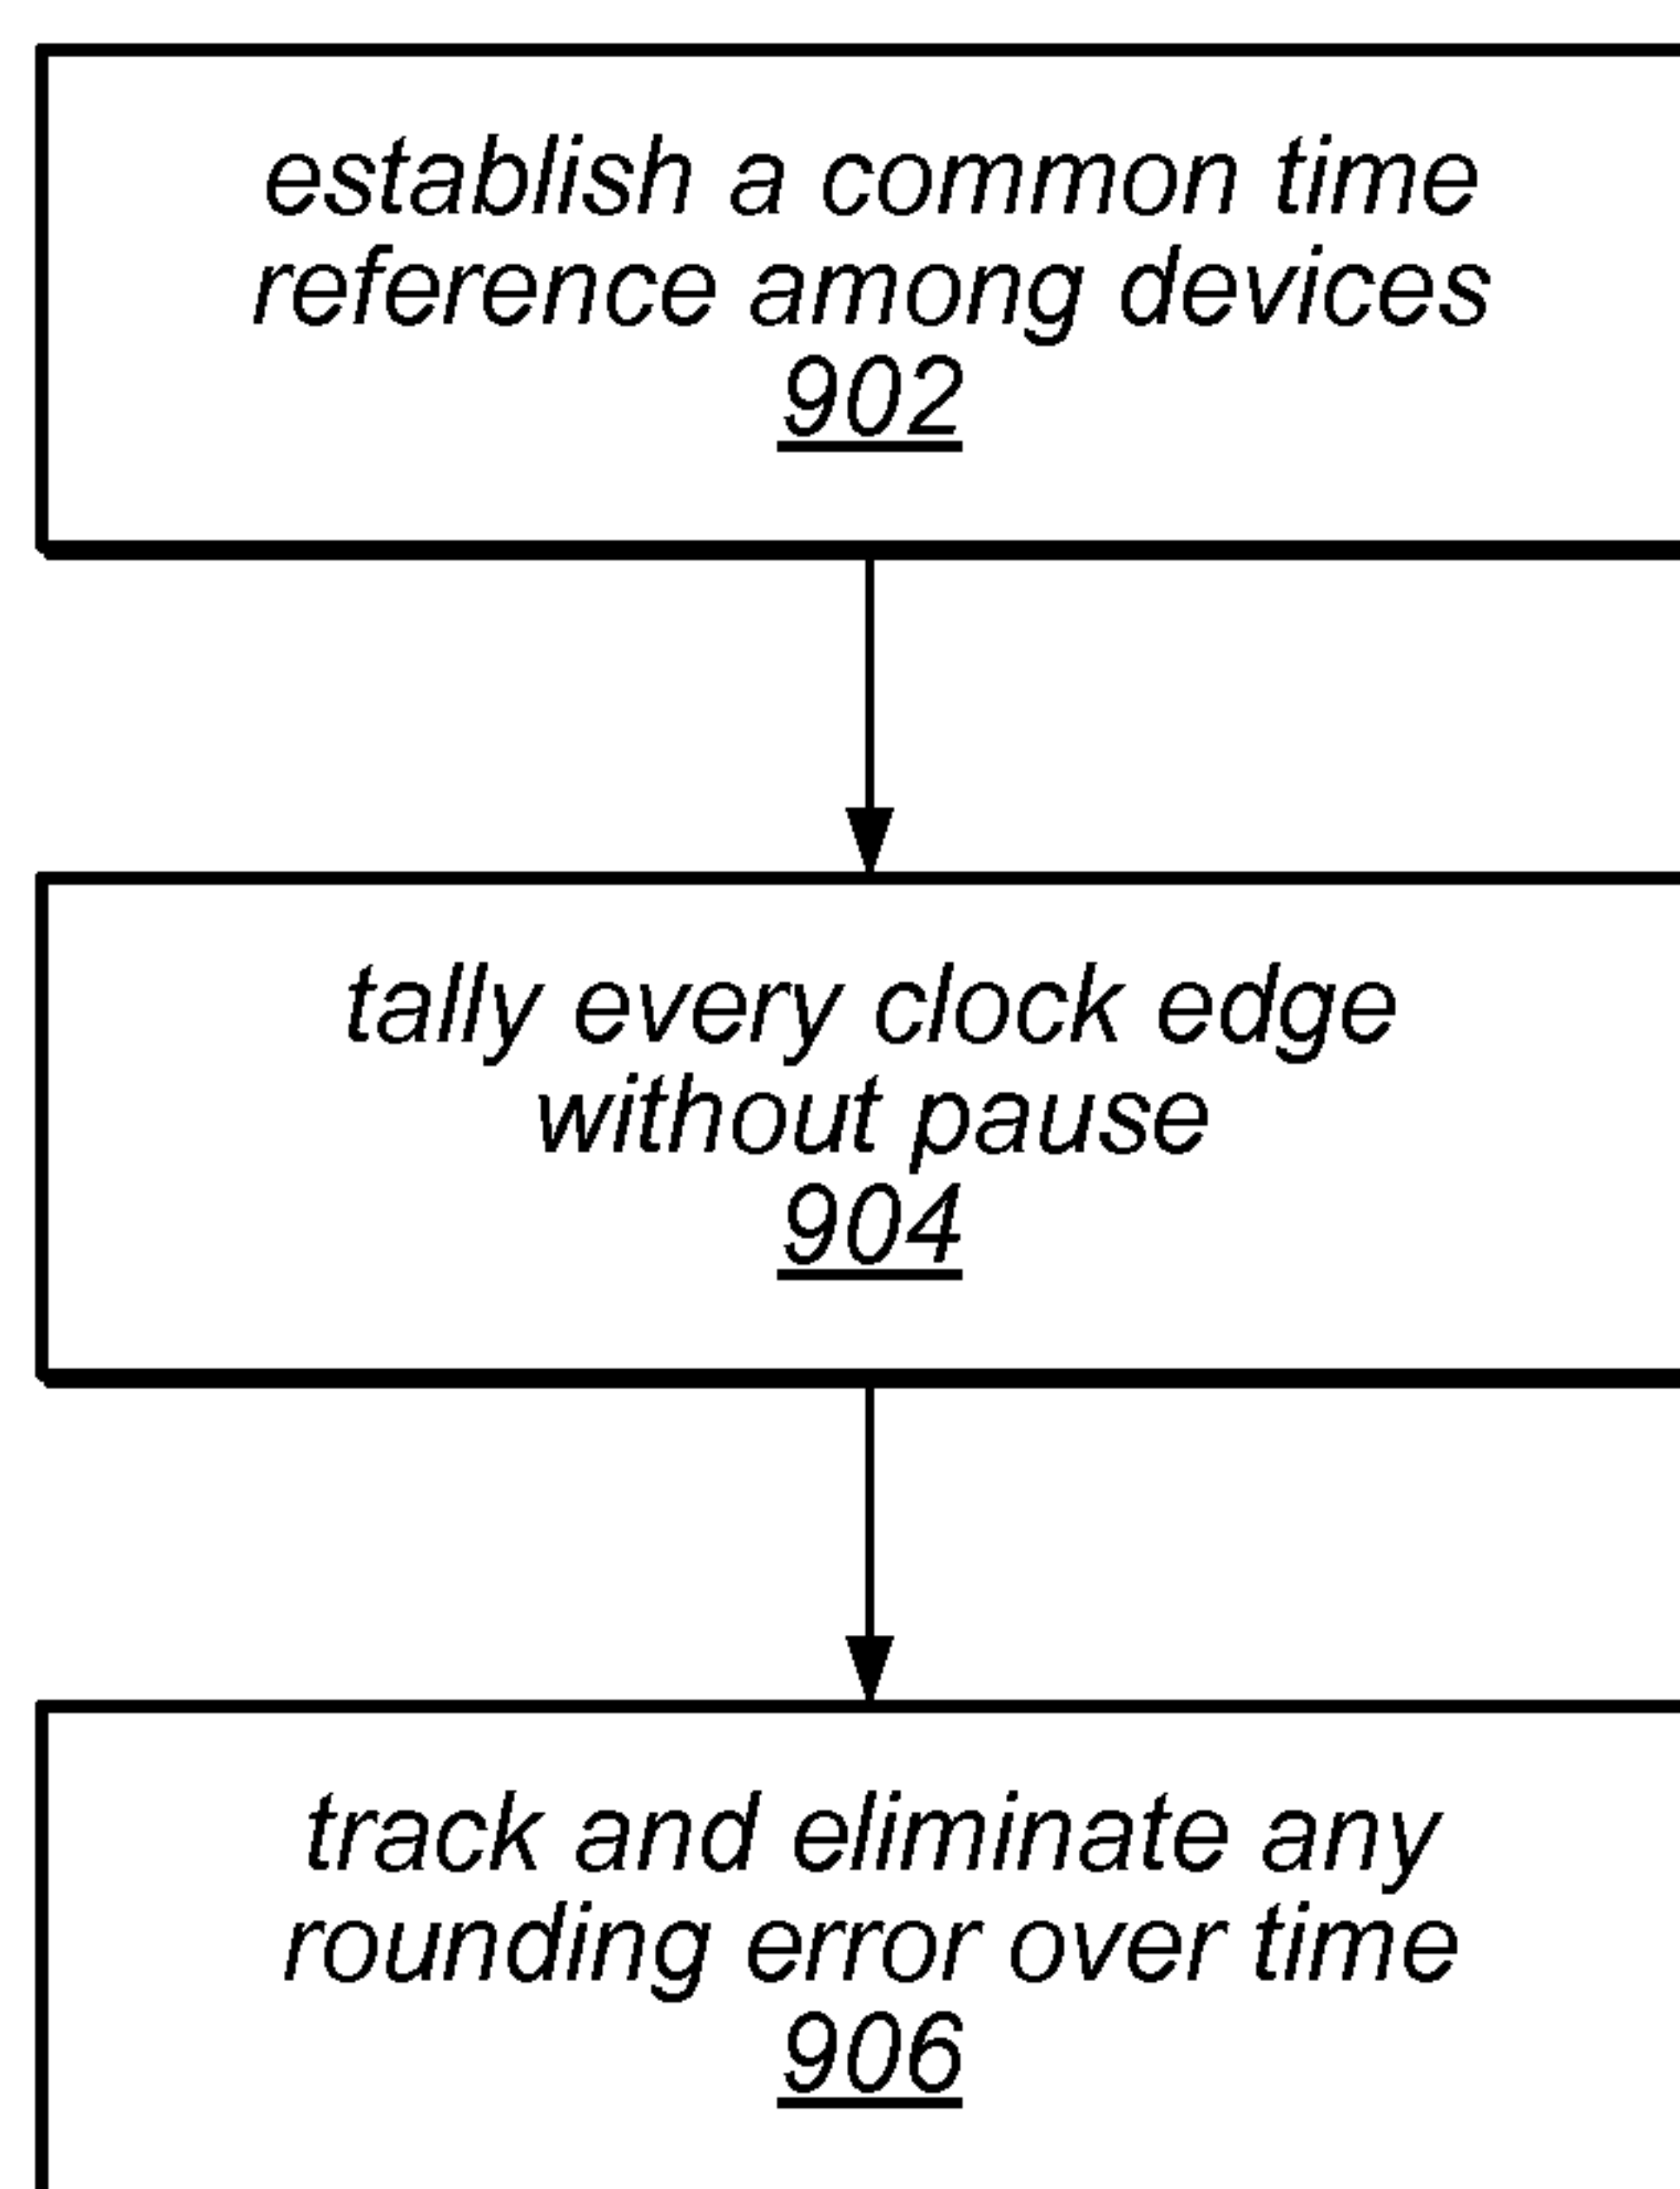 establish a common time
reference among devices
902
tally every clock edge
without pause
904
track and eliminate any
rounding error over time
906